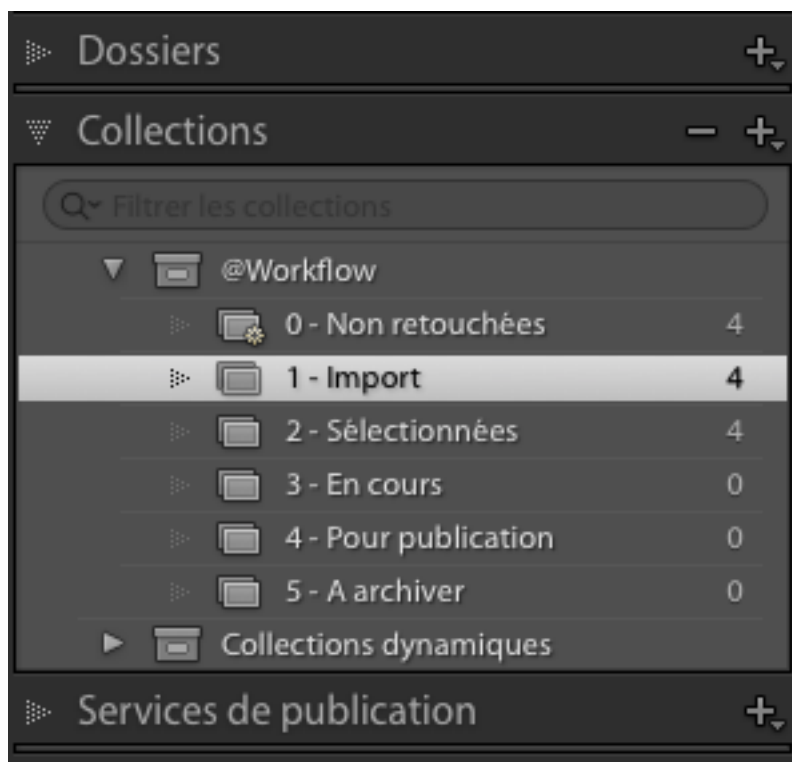 Dossiers
Collections
Filtrer les collections
@Workflow
0 - Non retouchées 4
1 - Import 4
2 - Sélectionnées 4
3 - En cours 0
4 - Pour publication 0
5 - A archiver 0
Collections dynamiques
Services de publication